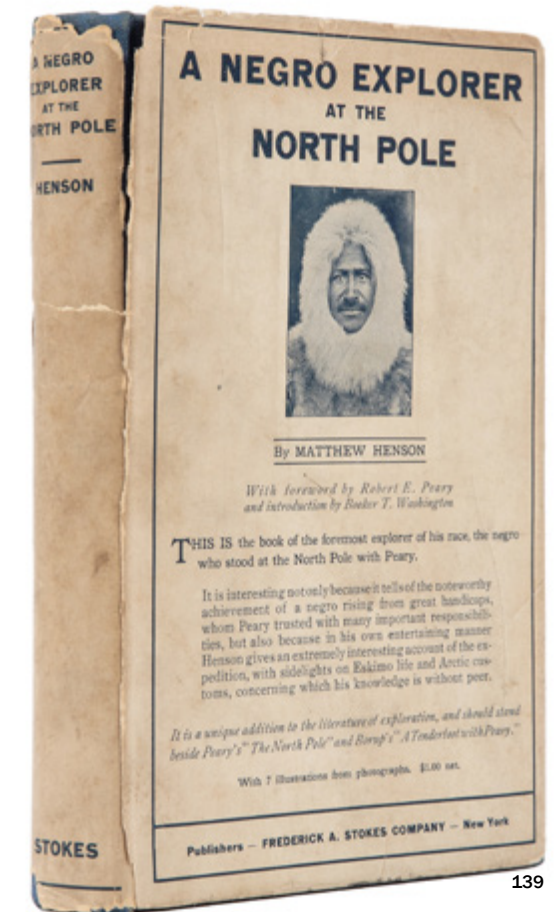 A NEGRO
EXPLORER
AT THE
ORTH POLE
HENSON
STOKES
A NEGRO EXPLORER
AT THE
NORTH POLE
By MATTHEW HENSON
With foreword by Robert E. Peary
and introduction by Booker T. Washington
THIS IS the book of the foremost explorer of his race, the negro
who stood at the North Pole with Peary.
It is interesting not only because it tells of the noteworthy
achievement of a negro rising from great handicaps,
whom Peary trusted with many important responsibili-
ties, but also because in his own entertaining manner
Henson gives an extremely interesting account of the ex-
pedition, with sidelights on Eskimo life and Arctic cus-
toms, concerning which his knowledge is without peer.
It is a unique addition to the literature of exploration, and should stand
beside Peary's "The North Pole" and Borup's "A Tenderfoot with Peary."
With 7 illustrations from photographs. net.
Publishers — FREDERICK A. STOKES COMPANY — New York
139